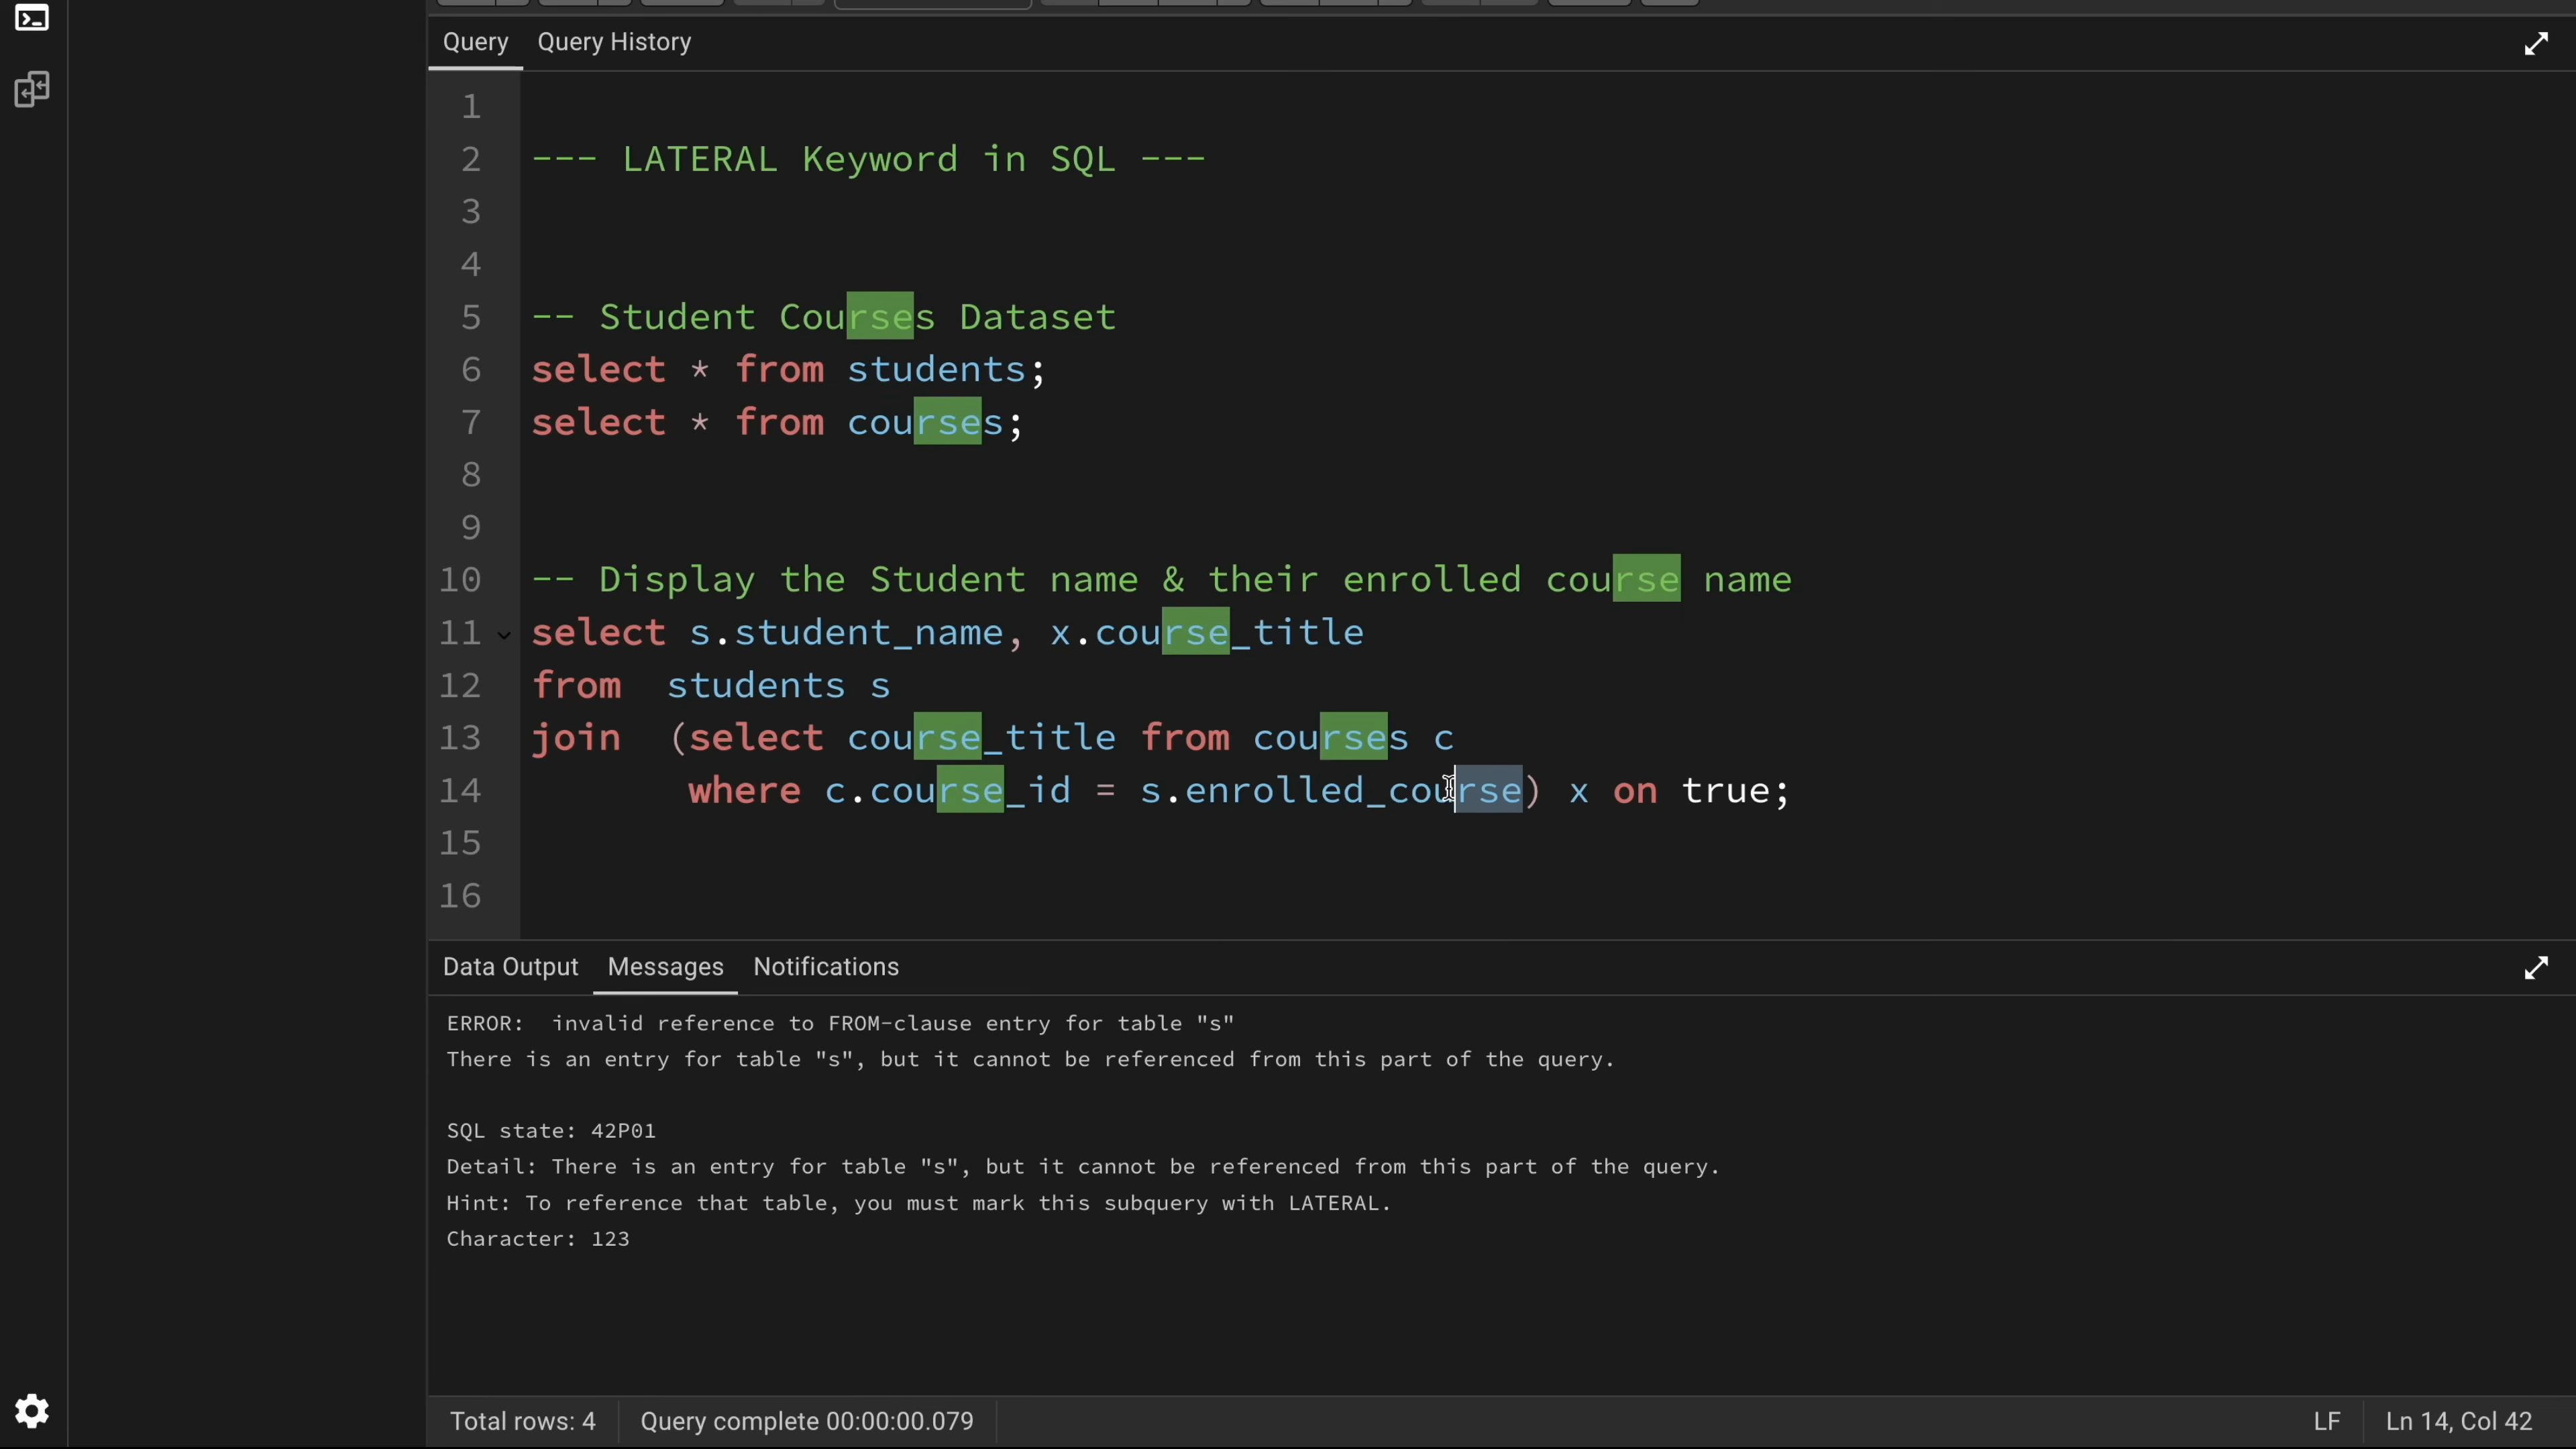 Query Query History
1
2 --- LATERAL Keyword in SQL ---
3
4
5 -- Student Courses Dataset
6 select * from students;
7 select * from courses;
8
9
10 -- Display the Student name & their enrolled course name
11 select s.student_name, x.course_title
12 from  students s
13 join  (select course_title from courses c
14       where c.course_id = s.enrolled_course) x on true;
15
16
Data Output Messages Notifications
ERROR:  invalid reference to FROM-clause entry for table "s"
There is an entry for table "s", but it cannot be referenced from this part of the query.
SQL state: 42P01
Detail: There is an entry for table "s", but it cannot be referenced from this part of the query.
Hint: To reference that table, you must mark this subquery with LATERAL.
Character: 123
Total rows: 4 Query complete 00:00:00.079 LF Ln 14, Col 42